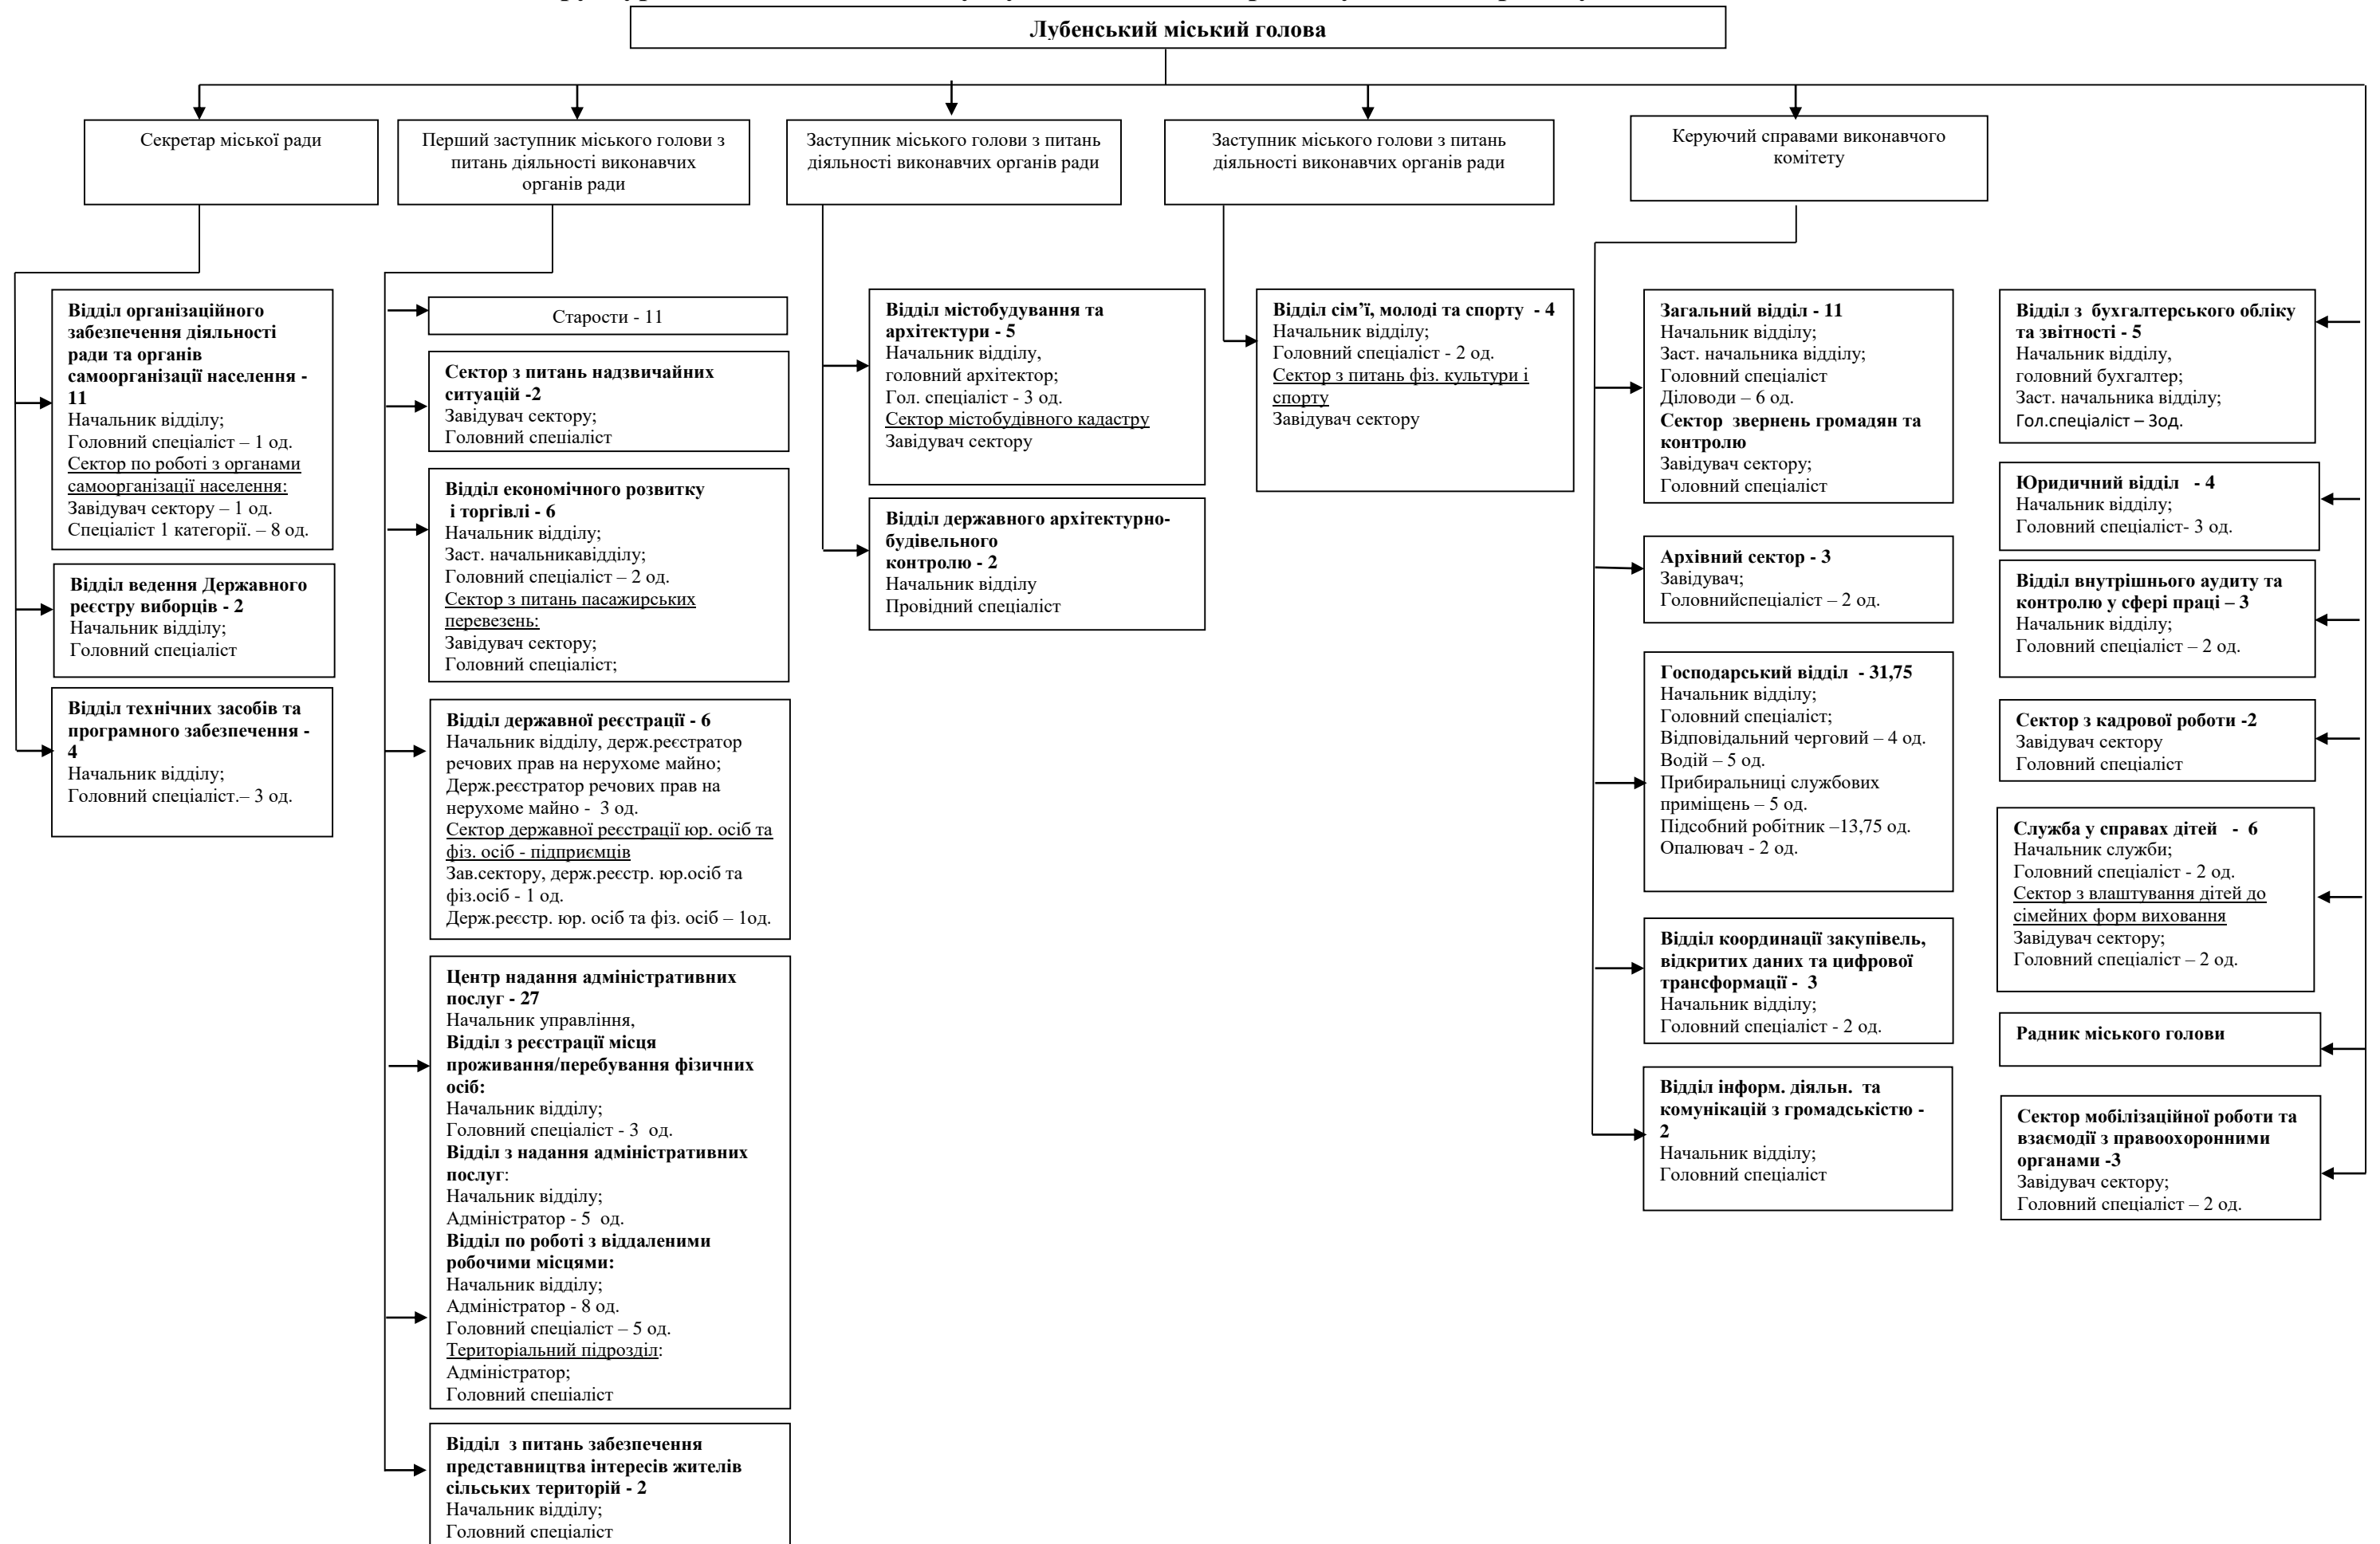 Лубенський міський голова
Секретар міської ради
Перший заступник міського голови з
питань діяльності виконавчих
органів ради
Заступник міського голови з питань
діяльності виконавчих органів ради
Заступник міського голови з питань
діяльності виконавчих органів ради
Керуючий справами виконавчого
комітету
Відділ організаційного
забезпечення діяльності
ради та органів
самоорганізації населення -
11
Начальник відділу;
Головний спеціаліст – 1 од.
Сектор по роботі з органами
самоорганізації населення:
Завідувач сектору – 1 од.
Спеціаліст 1 категорії. – 8 од.
Відділ ведення Державного
реєстру виборців - 2
Начальник відділу;
Головний спеціаліст
Відділ технічних засобів та
програмного забезпечення -
4
Начальник відділу;
Головний спеціаліст.– 3 од.
Старости - 11
Сектор з питань надзвичайних
ситуацій -2
Завідувач сектору;
Головний спеціаліст
Відділ економічного розвитку
і торгівлі - 6
Начальник відділу;
Заст. начальникавідділу;
Головний спеціаліст – 2 од.
Сектор з питань пасажирських
перевезень:
Завідувач сектору;
Головний спеціаліст;
Відділ державної реєстрації - 6
Начальник відділу, держ.реєстратор
речових прав на нерухоме майно;
Держ.реєстратор речових прав на
нерухоме майно - 3 од.
Сектор державної реєстрації юр. осіб та
фіз. осіб - підприємців
Зав.сектору, держ.реєстр. юр.осіб та
фіз.осіб - 1 од.
Держ.реєстр. юр. осіб та фіз. осіб – 1од.
Центр надання адміністративних
послуг - 27
Начальник управління,
Відділ з реєстрації місця
проживання/перебування фізичних
осіб:
Начальник відділу;
Головний спеціаліст - 3 од.
Відділ з надання адміністративних
послуг:
Начальник відділу;
Адміністратор - 5 од.
Відділ по роботі з віддаленими
робочими місцями:
Начальник відділу;
Адміністратор - 8 од.
Головний спеціаліст – 5 од.
Територіальний підрозділ:
Адміністратор;
Головний спеціаліст
Відділ з питань забезпечення
представництва інтересів жителів
сільських територій - 2
Начальник відділу;
Головний спеціаліст
Відділ містобудування та
архітектури - 5
Начальник відділу,
головний архітектор;
Гол. спеціаліст - 3 од.
Сектор містобудівного кадастру
Завідувач сектору
Відділ державного архітектурно-
будівельного
контролю - 2
Начальник відділу
Провідний спеціаліст
Відділ сім’ї, молоді та спорту - 4
Начальник відділу;
Головний спеціаліст - 2 од.
Сектор з питань фіз. культури і
спорту
Завідувач сектору
Загальний відділ - 11
Начальник відділу;
Заст. начальника відділу;
Головний спеціаліст
Діловоди – 6 од.
Сектор звернень громадян та
контролю
Завідувач сектору;
Головний спеціаліст
Архівний сектор - 3
Завідувач;
Головнийспеціаліст – 2 од.
Господарський відділ - 31,75
Начальник відділу;
Головний спеціаліст;
Відповідальний черговий – 4 од.
Водій – 5 од.
Прибиральниці службових
приміщень – 5 од.
Підсобний робітник –13,75 од.
Опалювач - 2 од.
Відділ координації закупівель,
відкритих даних та цифрової
трансформації - 3
Начальник відділу;
Головний спеціаліст - 2 од.
Відділ інформ. діяльн. та
комунікацій з громадськістю -
2
Начальник відділу;
Головний спеціаліст
Відділ з бухгалтерського обліку
та звітності - 5
Начальник відділу,
головний бухгалтер;
Заст. начальника відділу;
Гол.спеціаліст – 3од.
Юридичний відділ - 4
Начальник відділу;
Головний спеціаліст- 3 од.
Відділ внутрішнього аудиту та
контролю у сфері праці – 3
Начальник відділу;
Головний спеціаліст – 2 од.
Сектор з кадрової роботи -2
Завідувач сектору
Головний спеціаліст
Служба у справах дітей - 6
Начальник служби;
Головний спеціаліст - 2 од.
Сектор з влаштування дітей до
сімейних форм виховання
Завідувач сектору;
Головний спеціаліст – 2 од.
Радник міського голови
Сектор мобілізаційної роботи та
взаємодії з правоохоронними
органами -3
Завідувач сектору;
Головний спеціаліст – 2 од.